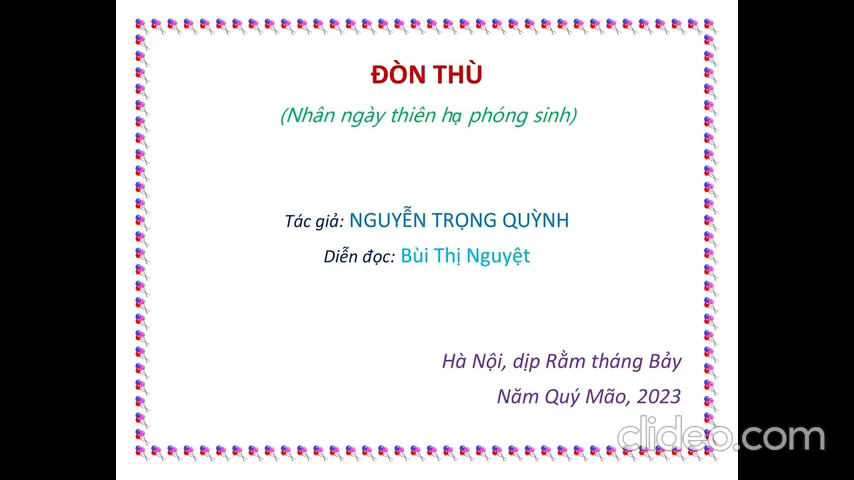 ĐÒN THÙ
(Nhân ngày thiên hạ phóng sinh)
Tác giả: NGUYỄN TRỌNG QUỲNH
Diễn đọc: Bùi Thị Nguyệt
Hà Nội, dịp Rằm tháng Bảy
Năm Quý Mão, 2023
clideo.com